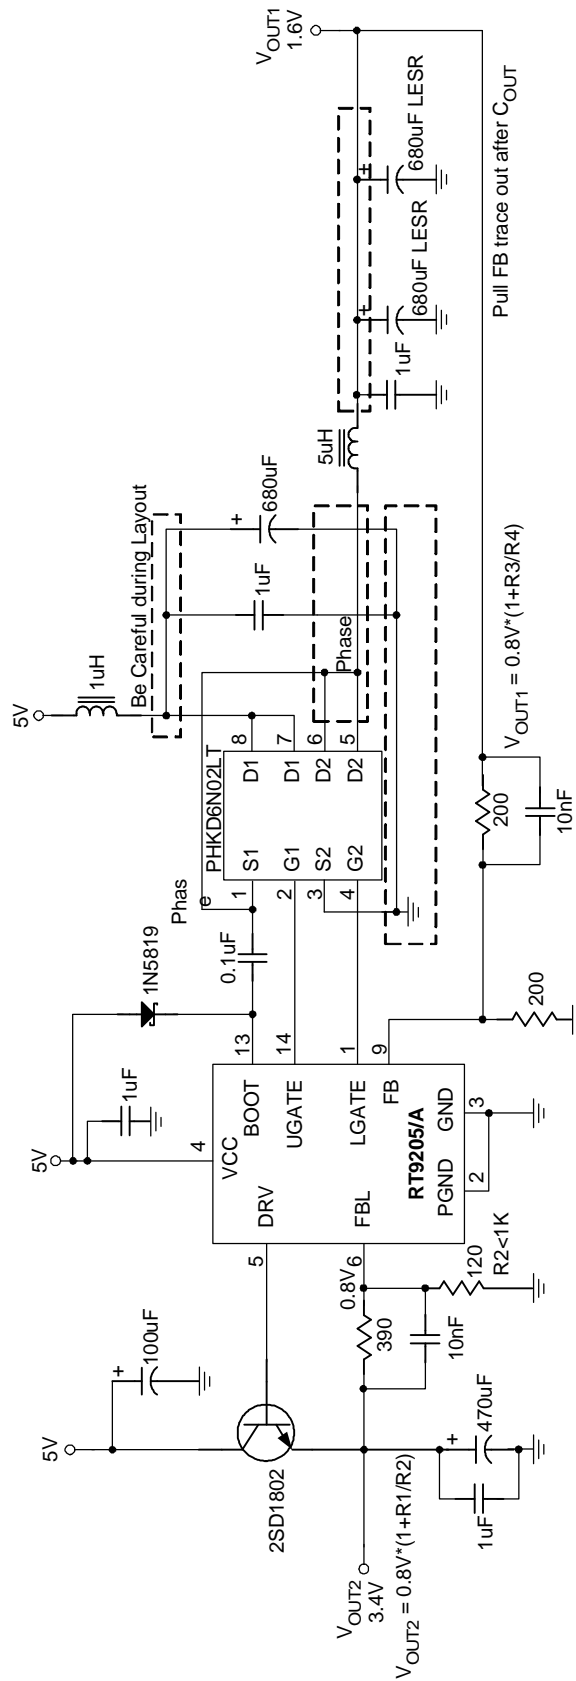 5V
100uF
2SD1802
VOUT2
3.4V
VOUT2 = 0.8V*(1+R1/R2)
1uF
470uF
0.8V
390
10nF
120
R2<1K
5
6
DRV
FBL
5V
1uF
4
VCC
BOOT
UGATE
LGATE
FB
RT9205/A
PGND
GND
2
3
13
14
1
9
1N5819
0.1uF
Phas
e
1
2
3
4
PHKD6N02LT
S1
G1
S2
G2
D1
D1
D2
D2
8
7
6
5
5V
1uH
Be Careful during Layout
1uF
680uF
Phase
5uH
1uF
680uF LESR
680uF LESR
VOUT1
1.6V
Pull FB trace out after COUT
VOUT1 = 0.8V*(1+R3/R4)
200
10nF
200
+
+
+
+
+